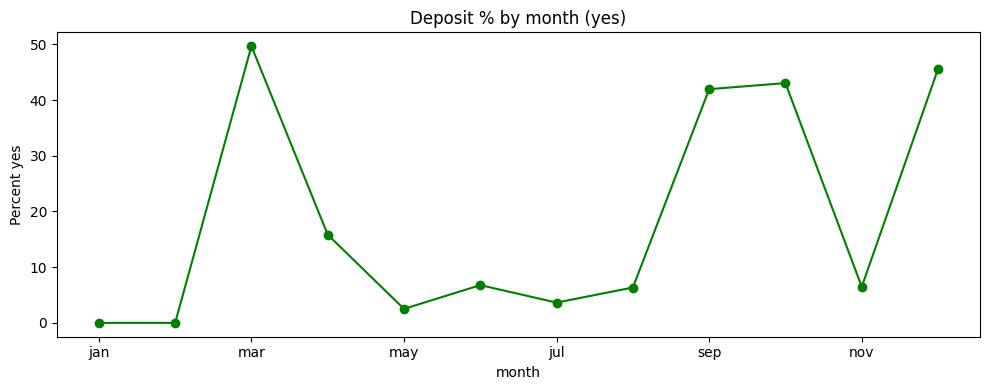 Deposit % by month (yes)
Percent yes
50
40
30
20
10
0
jan mar may jul sep nov
month